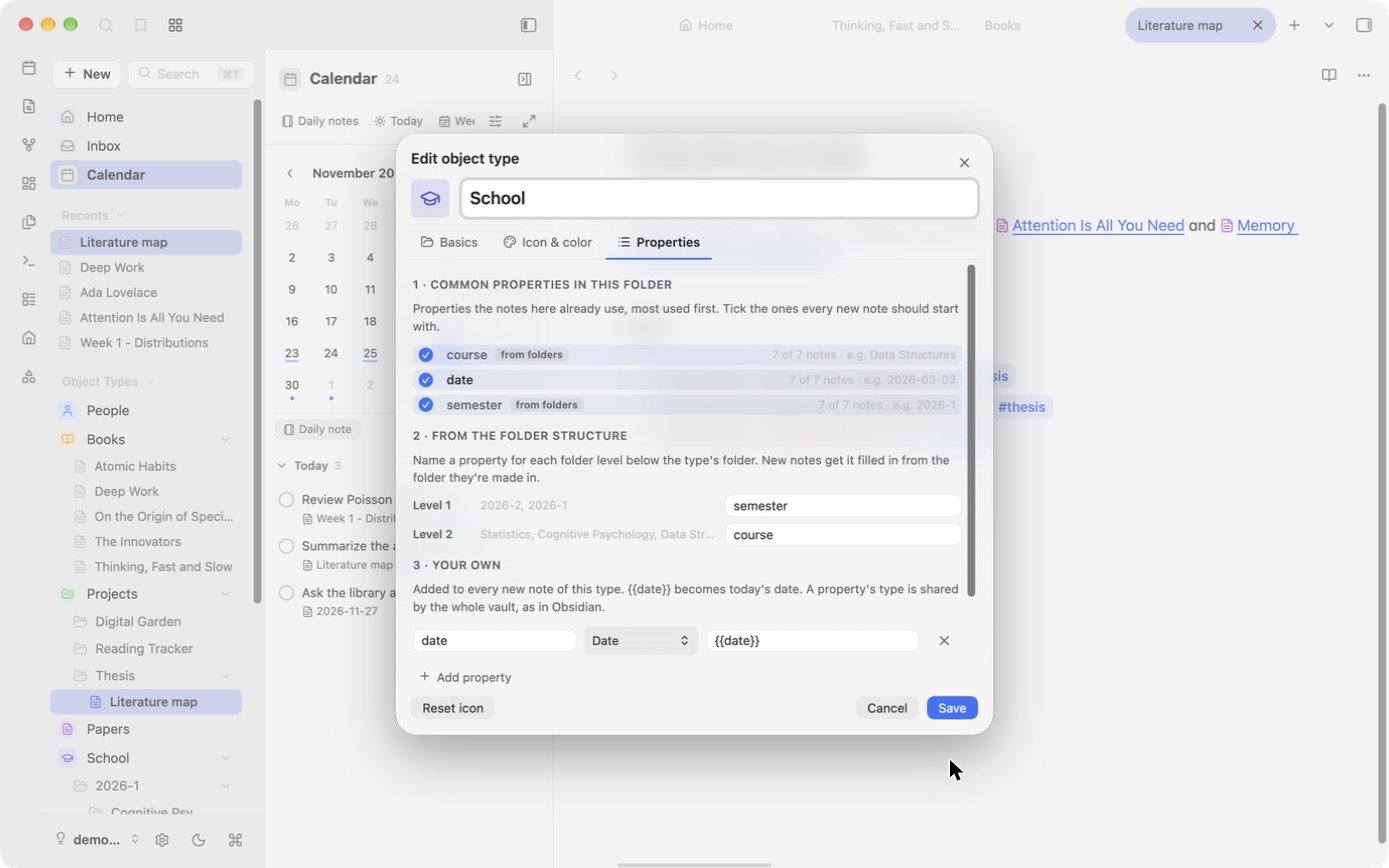 Home
Thinking, Fast and S...
Books
Literature map
New
Search
⌘T
Home
Inbox
Calendar
Recents
Literature map
Deep Work
Ada Lovelace
Attention Is All You Need
Week 1 - Distributions
Object Types
People
Books
Atomic Habits
Deep Work
On the Origin of Speci...
The Innovators
Thinking, Fast and Slow
Projects
Digital Garden
Reading Tracker
Thesis
Literature map
Papers
School
2026-1
Cognitive Psy
demo...
Calendar 24
Daily notes
Today
Wee
November 20
Mo Tu We
26 27 28
2 3 4
9 10 11
16 17 18
23 24 25
30 1 2
Daily note
Today 3
Review Poisson
Week 1 - Distrib
Summarize the a
Literature map
Ask the library a
2026-11-27
Edit object type
School
Basics
Icon & color
Properties
1 · COMMON PROPERTIES IN THIS FOLDER
Properties the notes here already use, most used first. Tick the ones every new note should start
with.
course from folders 7 of 7 notes · e.g. Data Structures
date 7 of 7 notes · e.g. 2026-03-03
semester from folders 7 of 7 notes · e.g. 2026-1
2 · FROM THE FOLDER STRUCTURE
Name a property for each folder level below the type's folder. New notes get it filled in from the
folder they're made in.
Level 1 2026-2, 2026-1 semester
Level 2 Statistics, Cognitive Psychology, Data Str... course
3 · YOUR OWN
Added to every new note of this type. {{date}} becomes today's date. A property's type is shared
by the whole vault, as in Obsidian.
date Date {{date}}
Add property
Reset icon
Cancel
Save
Attention Is All You Need and Memory
sis
#thesis